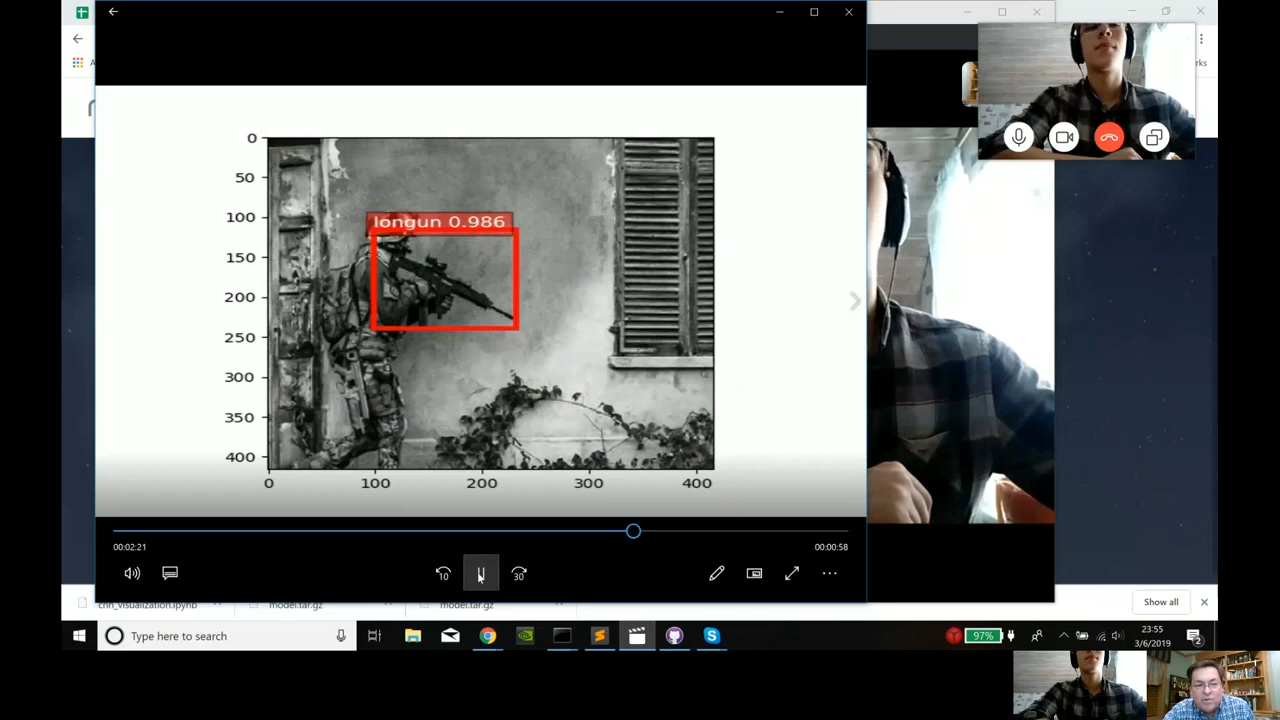 A
rks
0
50
100
150
200
250
300
350
400
longun 0.986
0
100
200
300
400
00:02:21
00:00:58
10
30
cnn_visualization.ipynb
model.tar.gz
model.tar.gz
Show all
Type here to search
97%
23:55
3/6/2019
2